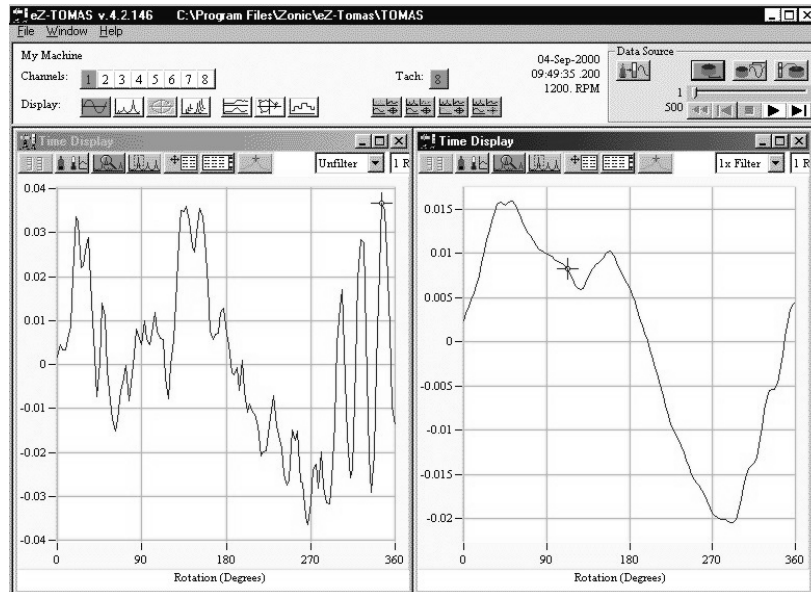 eZ-TOMAS v.4.2.146 C:\Program Files\Zonic\eZ-Tomas\TOMAS
File Window Help
My Machine
Channels: 1 2 3 4 5 6 7 8
Tach: 8
04-Sep-2000
09:49:35 .200
1200. RPM
Display:
Data Source
1
500
Time Display
Unfilter 1 R
0.04
0.03
0.02
0.01
0
-0.01
-0.02
-0.03
-0.04
0 90 180 270 360
Rotation (Degrees)
Time Display
1x Filter 1 R
0.015
0.01
0.005
0
-0.005
-0.01
-0.015
-0.02
0 90 180 270 360
Rotation (Degrees)